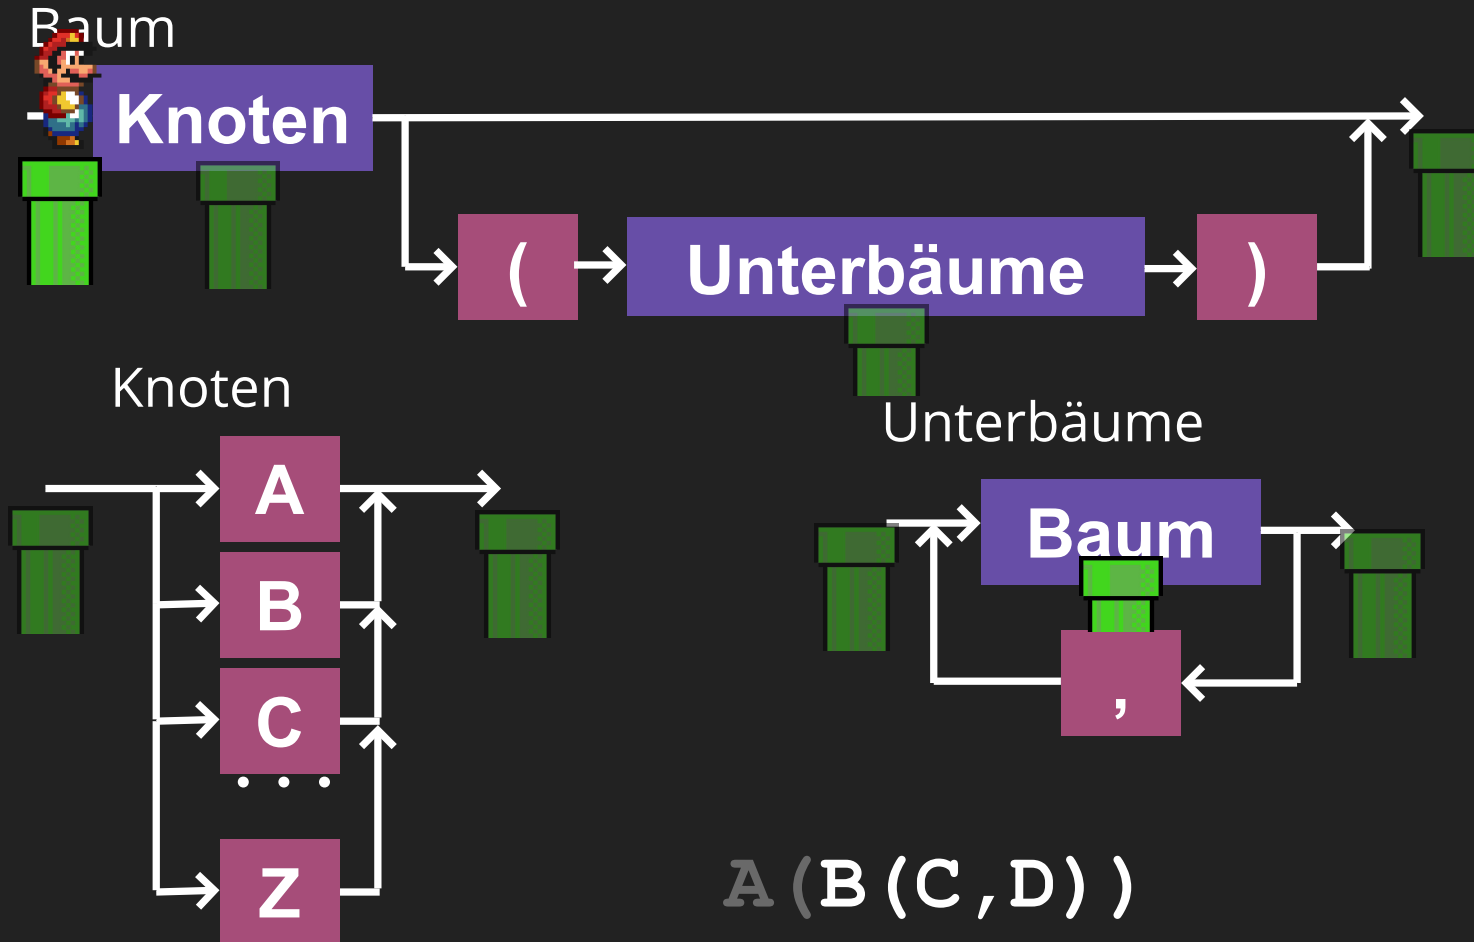 Baum
Knoten
( Unterbäume )
Knoten
A
B
C
. . .
Z
Unterbäume
Baum
,
A(B(C,D))